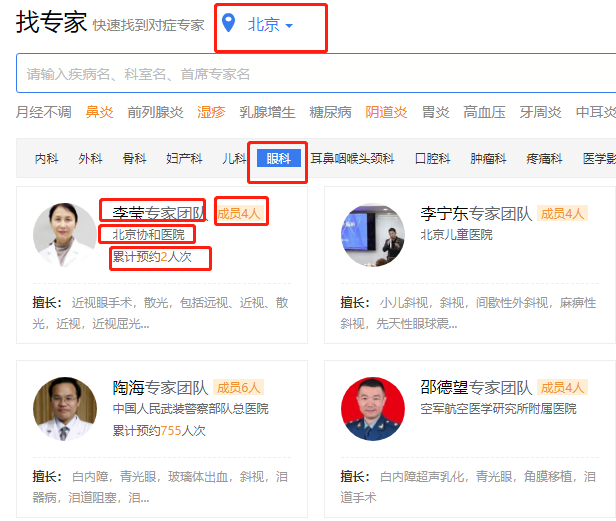 找专家 快速找到对症专家 北京
请输入疾病名、科室名、首席专家名
月经不调 鼻炎 前列腺炎 湿疹 乳腺增生 糖尿病 阴道炎 胃炎 高血压 牙周炎 中耳炎
内科 外科 骨科 妇产科 儿科 眼科 耳鼻咽喉头颈科 口腔科 肿瘤科 疼痛科 医学影
李莹专家团队 成员4人
北京协和医院
累计预约2人次
擅长： 近视眼手术，散光，包括远视、近视、散
光，近视，近视屈光...
李宁东专家团队 成员4人
北京儿童医院
擅长： 小儿斜视，斜视，间歇性外斜视，麻痹性
斜视，先天性眼球震...
陶海专家团队 成员6人
中国人民武装警察部队总医院
累计预约755人次
擅长： 白内障，青光眼，玻璃体出血，斜视，泪
器病，泪道阻塞，泪...
邵德望专家团队 成员4人
空军航空医学研究所附属医院
擅长： 白内障超声乳化，青光眼，角膜移植，泪
道手术